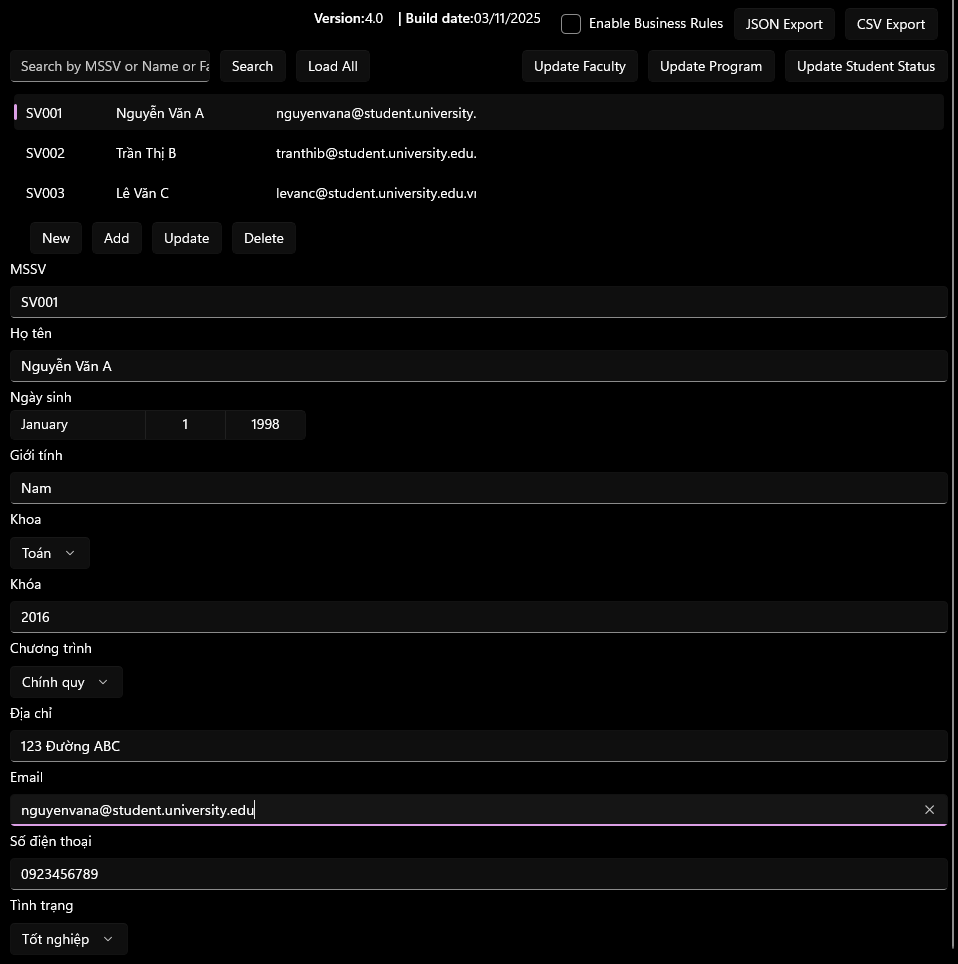 Version:4.0 | Build date:03/11/2025 Enable Business Rules JSON Export CSV Export
Search by MSSV or Name or Fa Search Load All Update Faculty Update Program Update Student Status
SV001 Nguyễn Văn A nguyenvana@student.university.
SV002 Trần Thị B tranthib@student.university.edu.
SV003 Lê Văn C levanc@student.university.edu.vn
New Add Update Delete
MSSV
SV001
Họ tên
Nguyễn Văn A
Ngày sinh
January 1 1998
Giới tính
Nam
Khoa
Toán
Khóa
2016
Chương trình
Chính quy
Địa chỉ
123 Đường ABC
Email
nguyenvana@student.university.edu
Số điện thoại
0923456789
Tình trạng
Tốt nghiệp